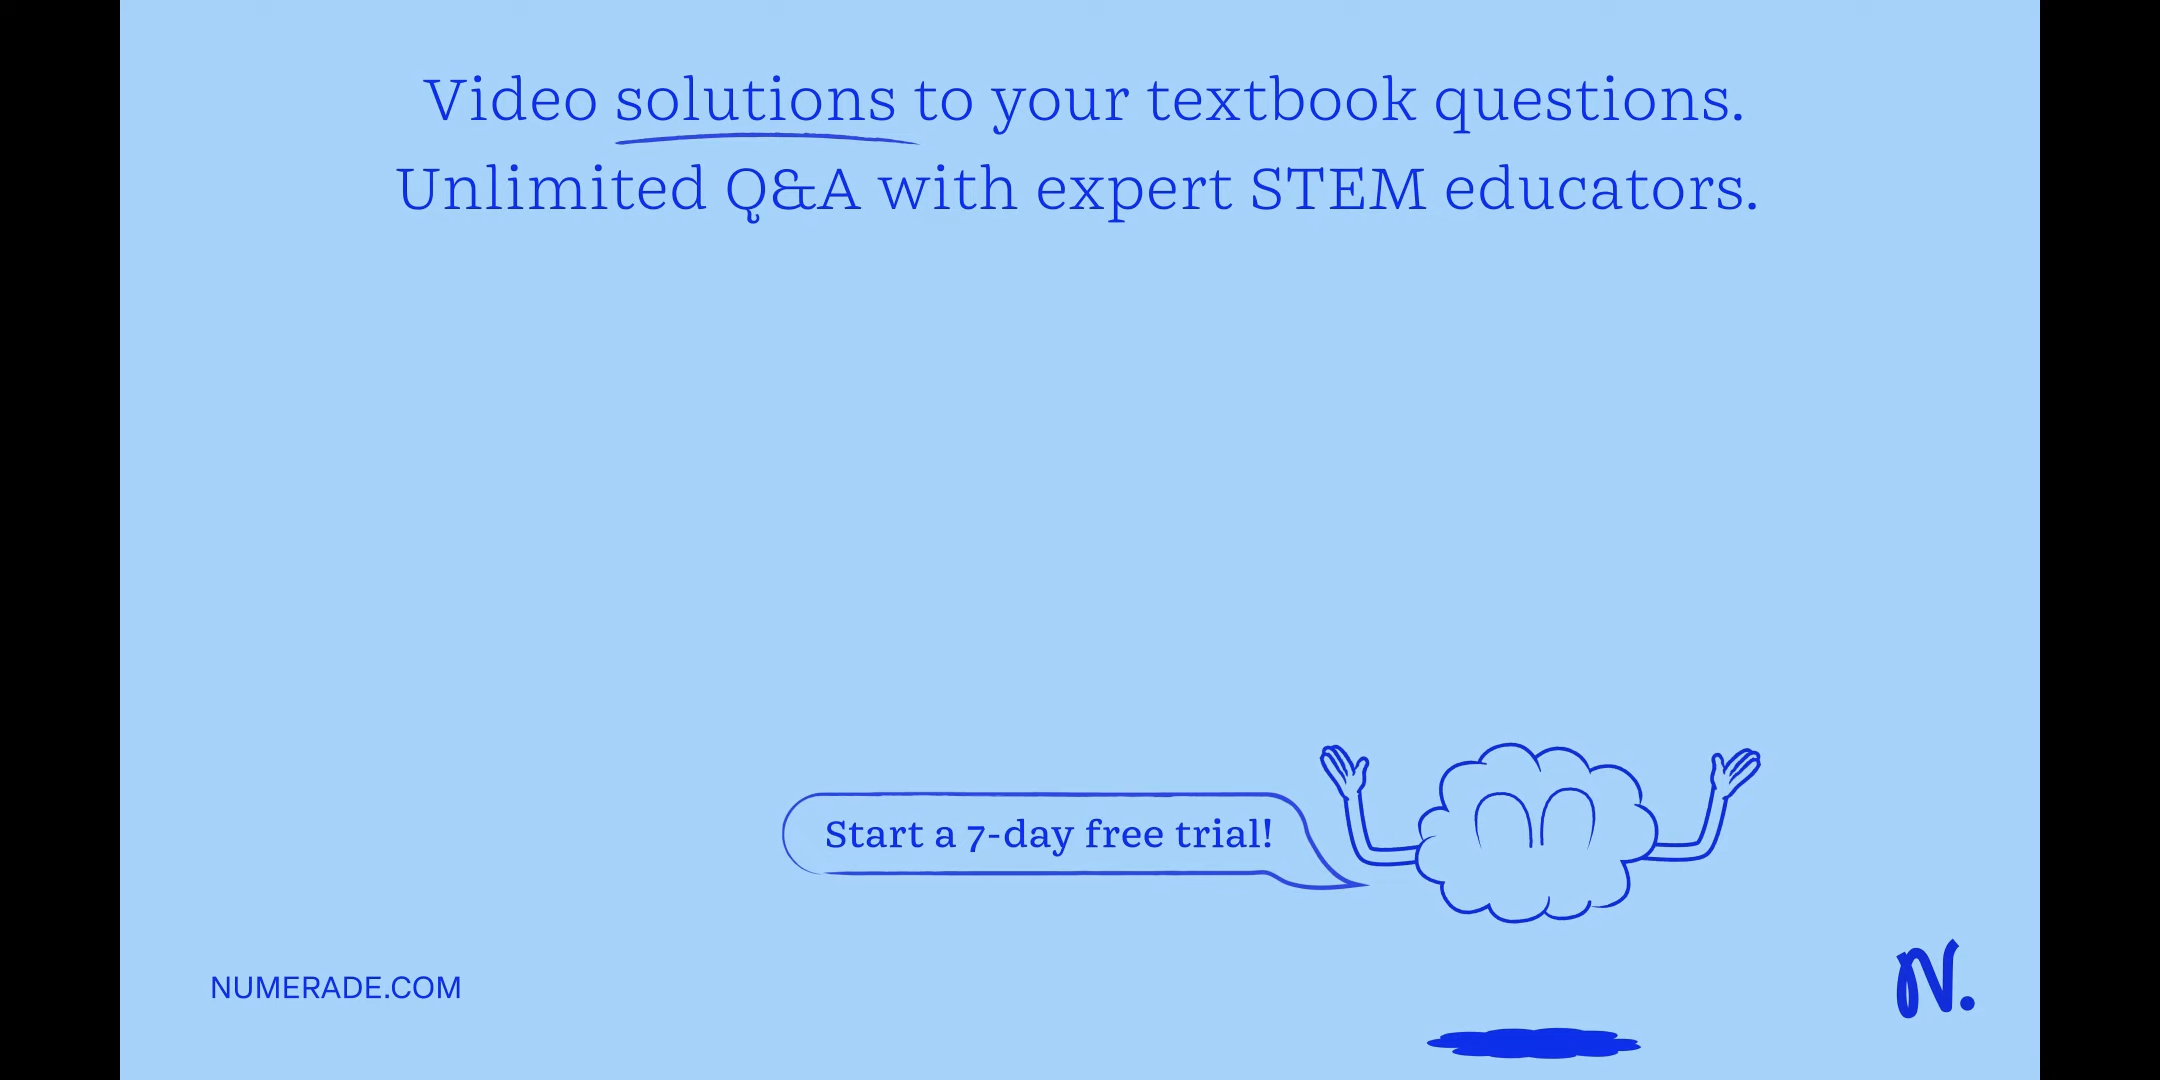 Video solutions to your textbook questions.
Unlimited Q&A with expert STEM educators.
Start a 7-day free trial!
NUMERADE.COM
N.